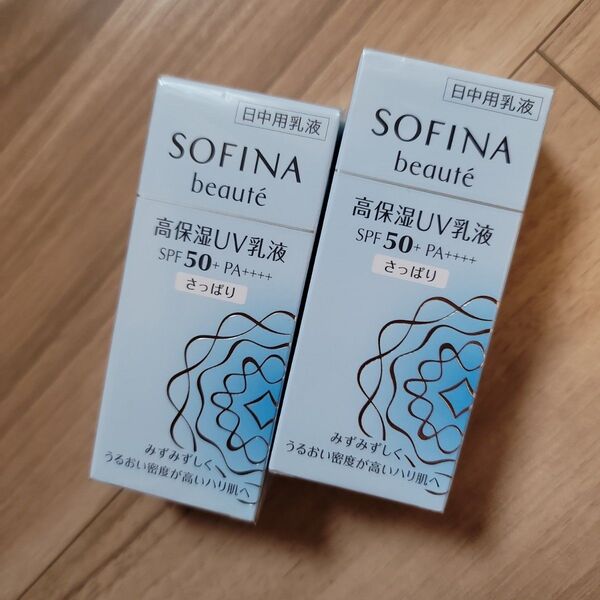 日中用乳液
SOFINA
beauté
高保湿UV乳液
SPF50+ PA++++
さっぱり
みずみずしく、
うるおい密度が高いハリ肌へ
日中用乳液
SOFINA
beauté
高保湿UV乳液
SPF50+ PA++++
さっぱり
みずみずしく、
うるおい密度が高いハリ肌へ